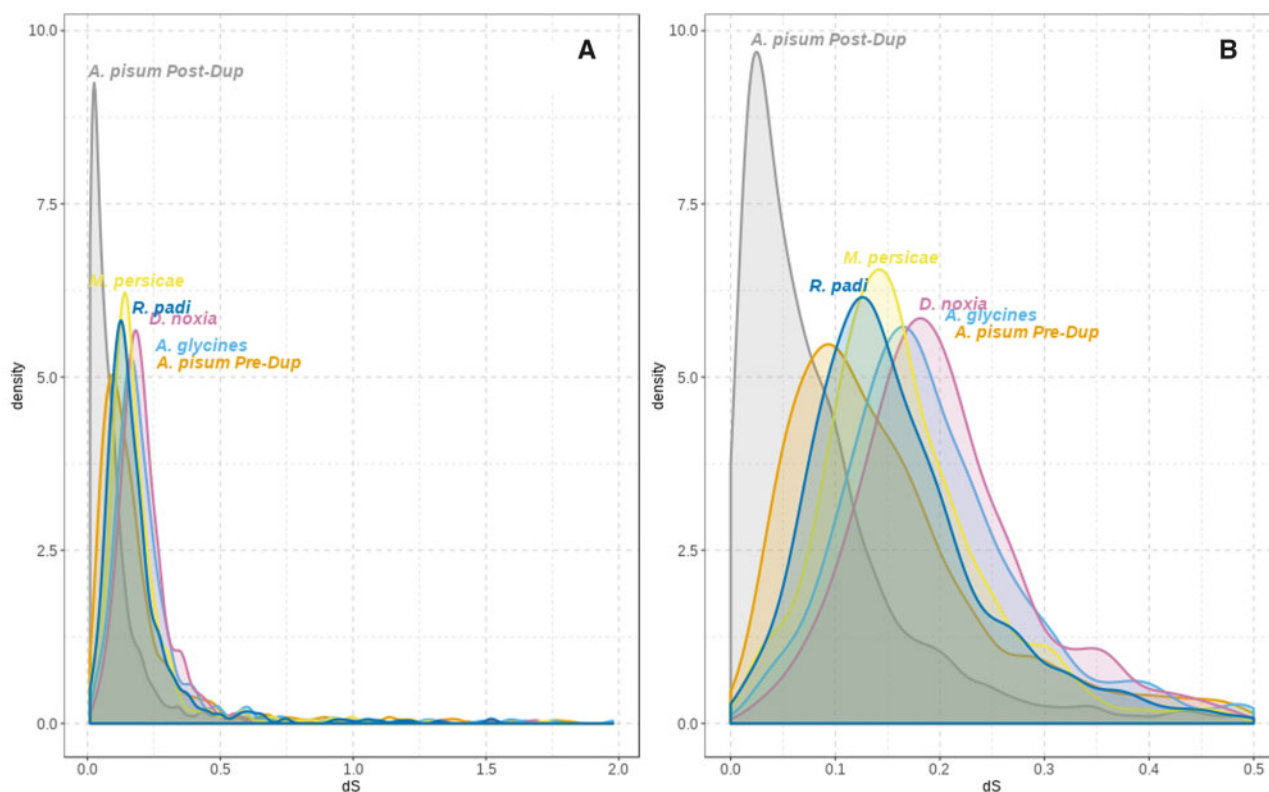 A
A. pisum Post-Dup
M. persicae
R. padi
D. noxia
A. glycines
A. pisum Pre-Dup
10.0
7.5
5.0
2.5
0.0
density
0.0 0.5 1.0 1.5 2.0
dS
B
A. pisum Post-Dup
M. persicae
R. padi
D. noxia
A. glycines
A. pisum Pre-Dup
10.0
7.5
5.0
2.5
0.0
density
0.0 0.1 0.2 0.3 0.4 0.5
dS